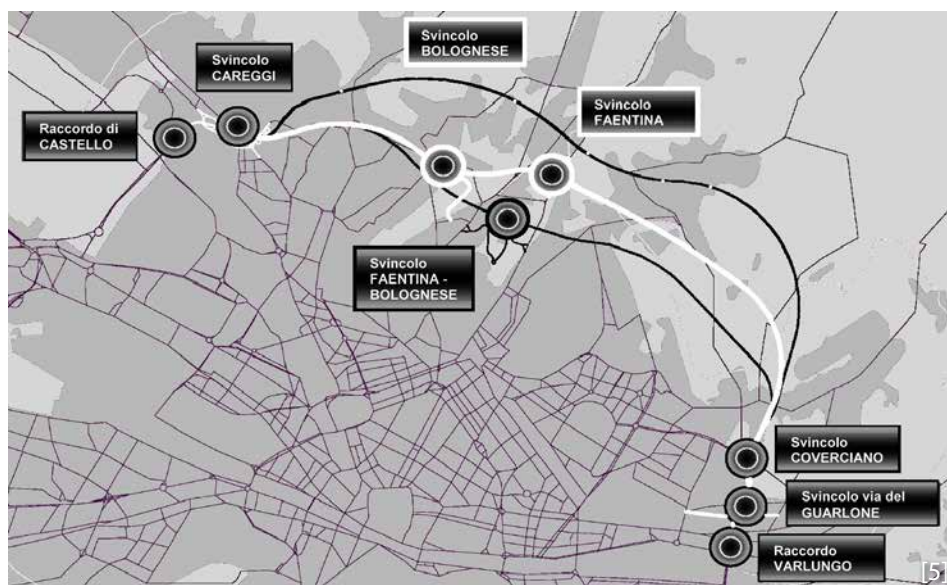 Svincolo
BOLOGNESE
Svincolo
CAREGGI
Svincolo
FAENTINA
Raccordo di
CASTELLO
Svincolo
FAENTINA -
BOLOGNESE
Svincolo
COVERCIANO
Svincolo via del
GUARLONE
Raccordo
VARLUNGO
[5